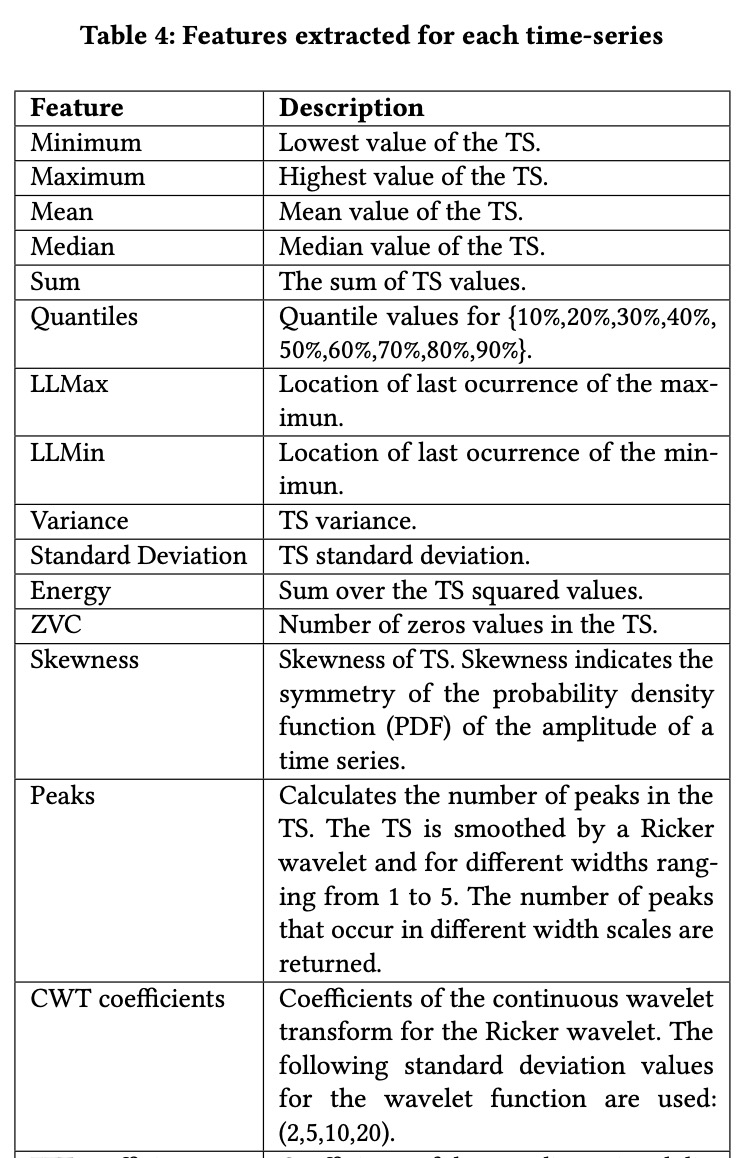 Table 4: Features extracted for each time-series
Feature Description
Minimum Lowest value of the TS.
Maximum Highest value of the TS.
Mean Mean value of the TS.
Median Median value of the TS.
Sum The sum of TS values.
Quantiles Quantile values for {10%,20%,30%,40%,
50%,60%,70%,80%,90%}.
LLMax Location of last ocurrence of the max-
imun.
LLMin Location of last ocurrence of the min-
imun.
Variance TS variance.
Standard Deviation TS standard deviation.
Energy Sum over the TS squared values.
ZVC Number of zeros values in the TS.
Skewness Skewness of TS. Skewness indicates the
symmetry of the probability density
function (PDF) of the amplitude of a
time series.
Peaks Calculates the number of peaks in the
TS. The TS is smoothed by a Ricker
wavelet and for different widths rang-
ing from 1 to 5. The number of peaks
that occur in different width scales are
returned.
CWT coefficients Coefficients of the continuous wavelet
transform for the Ricker wavelet. The
following standard deviation values
for the wavelet function are used:
(2,5,10,20).